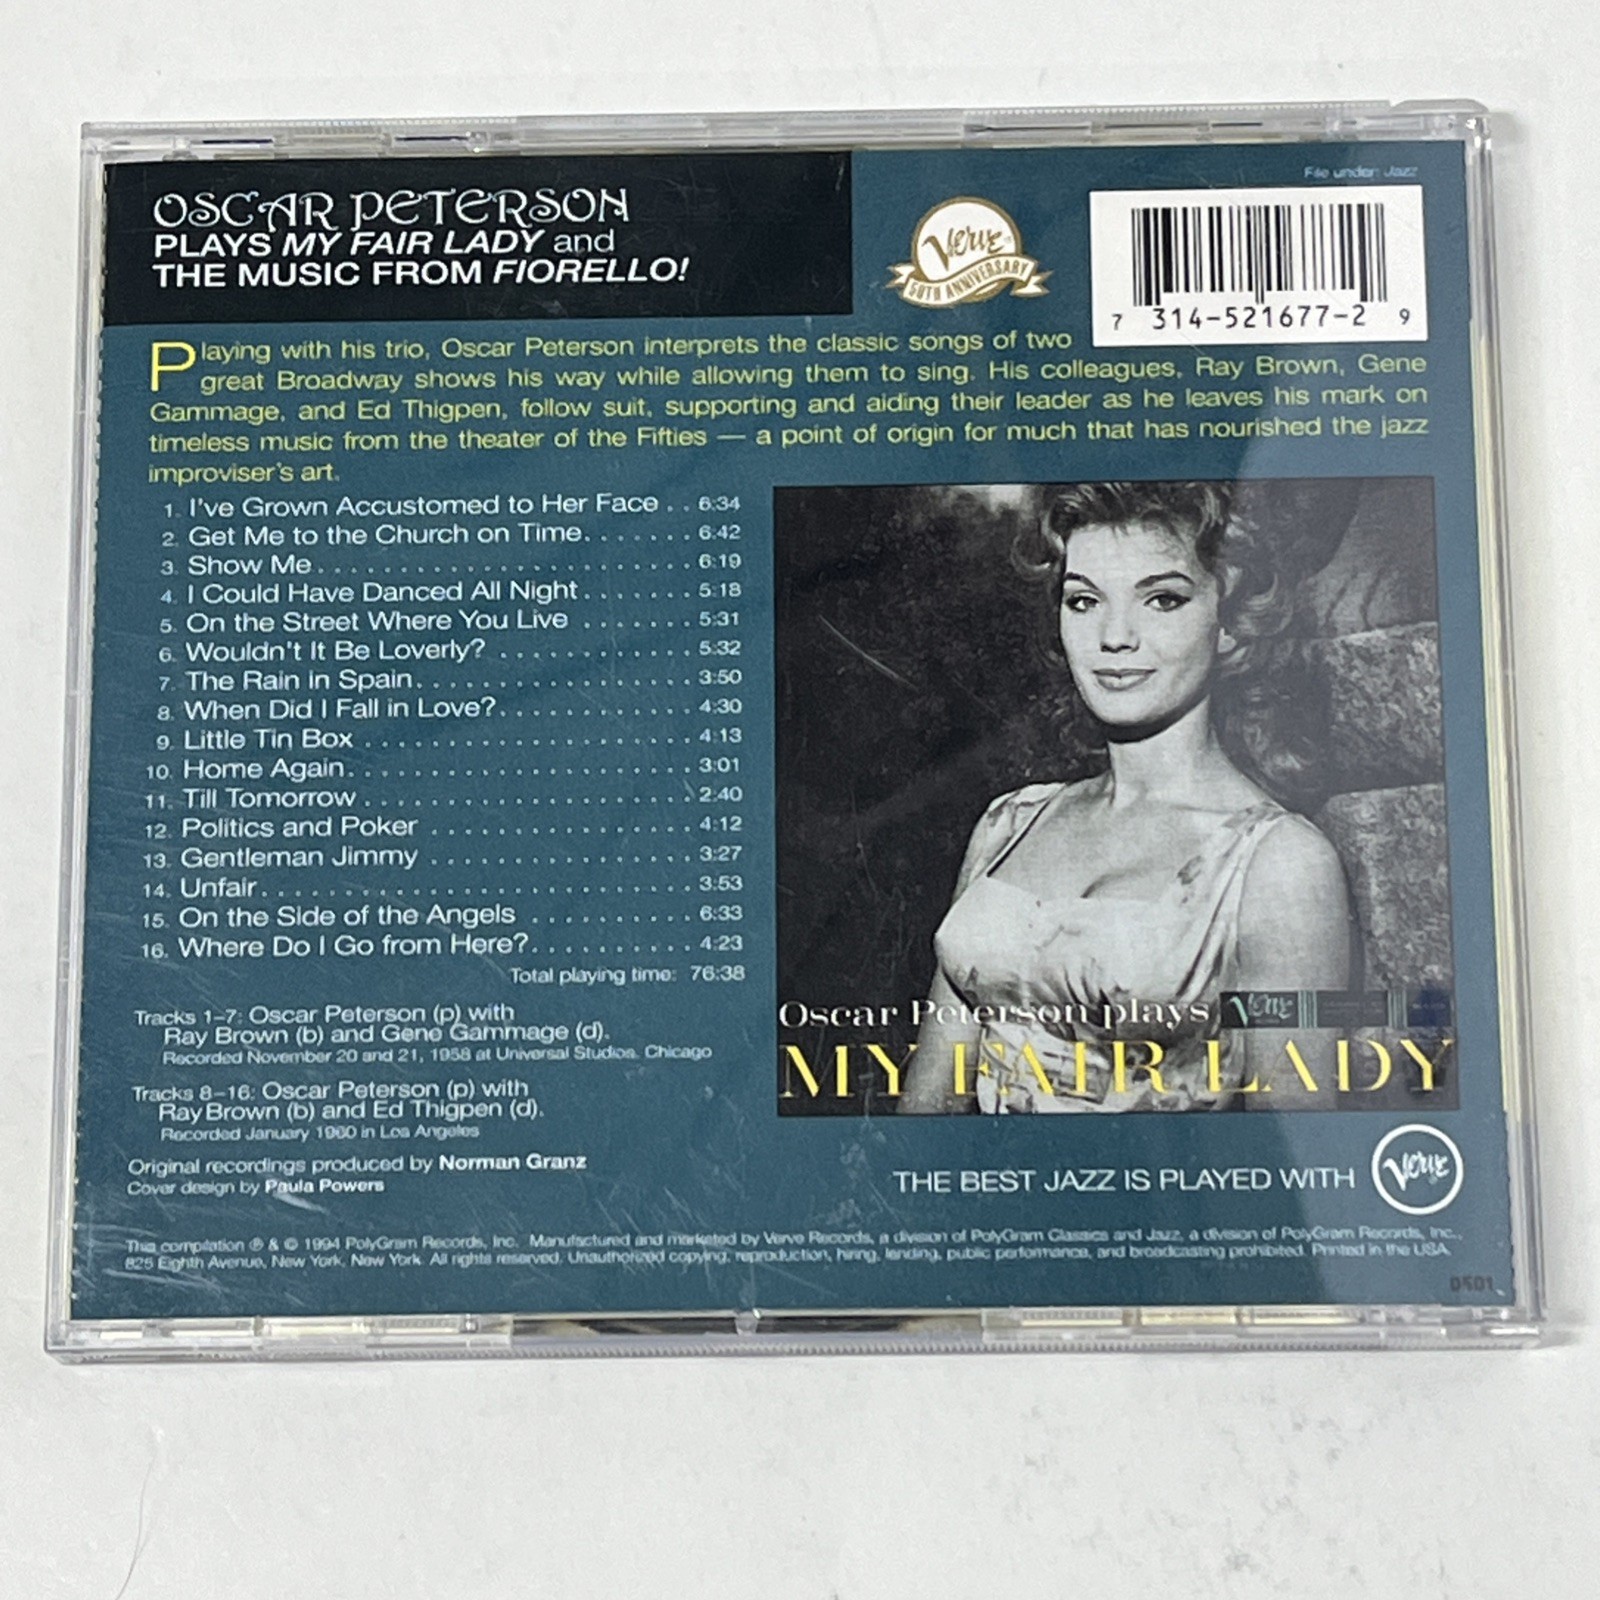 File under: Jazz
OSCAR PETERSON
PLAYS MY FAIR LADY and
THE MUSIC FROM FIORELLO!
Verve
50TH ANNIVERSARY
7 314-521677-2 9
Playing with his trio, Oscar Peterson interprets the classic songs of two
great Broadway shows his way while allowing them to sing. His colleagues, Ray Brown, Gene
Gammage, and Ed Thigpen, follow suit, supporting and aiding their leader as he leaves his mark on
timeless music from the theater of the Fifties — a point of origin for much that has nourished the jazz
improviser's art.
1. I've Grown Accustomed to Her Face . . 6:34
2. Get Me to the Church on Time. . . . . . . 6:42
3. Show Me . . . . . . . . . . . . . . . . . . . . . . 6:19
4. I Could Have Danced All Night . . . . . . . 5:18
5. On the Street Where You Live . . . . . . . 5:31
6. Wouldn't It Be Loverly? . . . . . . . . . . . . 5:32
7. The Rain in Spain. . . . . . . . . . . . . . . . . 3:50
8. When Did I Fall in Love?. . . . . . . . . . . . 4:30
9. Little Tin Box . . . . . . . . . . . . . . . . . . . . 4:13
10. Home Again. . . . . . . . . . . . . . . . . . . . . 3:01
11. Till Tomorrow . . . . . . . . . . . . . . . . . . . . 2:40
12. Politics and Poker . . . . . . . . . . . . . . . . 4:12
13. Gentleman Jimmy . . . . . . . . . . . . . . . . 3:27
14. Unfair. . . . . . . . . . . . . . . . . . . . . . . . . . 3:53
15. On the Side of the Angels . . . . . . . . . . 6:33
16. Where Do I Go from Here?. . . . . . . . . . 4:23
Total playing time: 76:38
Tracks 1–7: Oscar Peterson (p) with
Ray Brown (b) and Gene Gammage (d).
Recorded November 20 and 21, 1958 at Universal Studios, Chicago
Tracks 8–16: Oscar Peterson (p) with
Ray Brown (b) and Ed Thigpen (d).
Recorded January 1960 in Los Angeles
Original recordings produced by Norman Granz
Cover design by Paula Powers
Oscar Peterson plays
Verve
MY FAIR LADY
THE BEST JAZZ IS PLAYED WITH
Verve
This compilation ℗ & © 1994 PolyGram Records, Inc. Manufactured and marketed by Verve Records, a division of PolyGram Classics and Jazz, a division of PolyGram Records, Inc.,
825 Eighth Avenue, New York, New York. All rights reserved. Unauthorized copying, reproduction, hiring, lending, public performance, and broadcasting prohibited. Printed in the USA.
0501